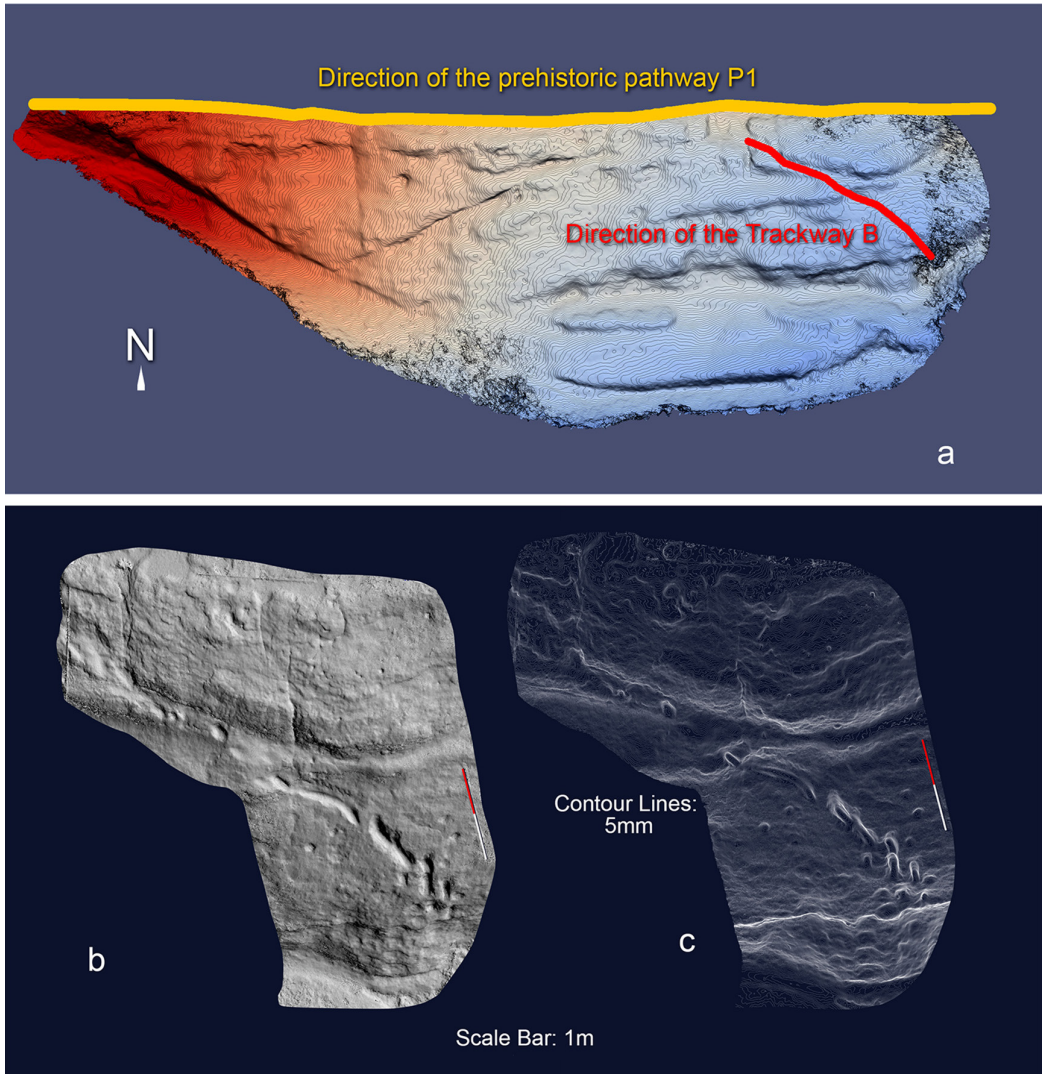 Direction of the prehistoric pathway P1
Direction of the Trackway B
N
a
Contour Lines:
5mm
b
c
Scale Bar: 1m